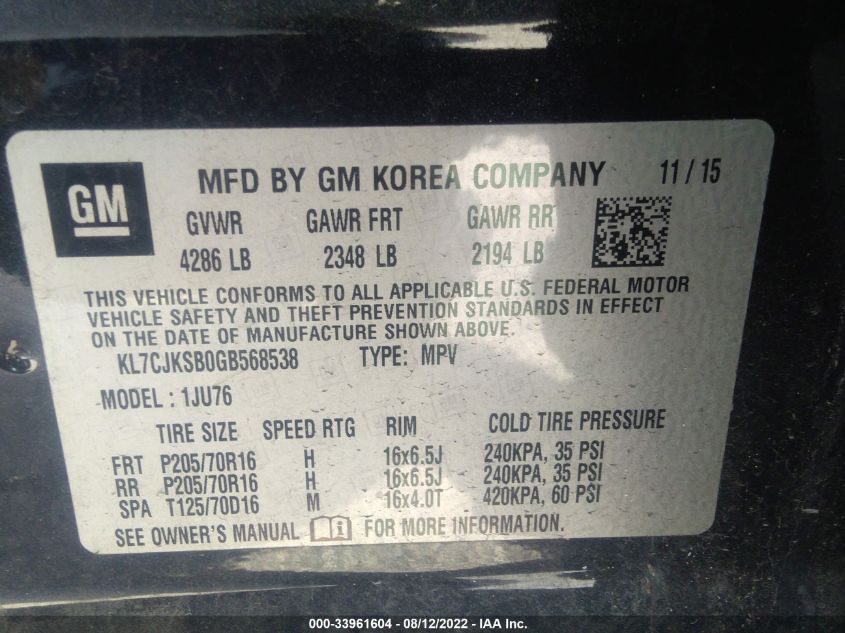 GM
MFD BY GM KOREA COMPANY 11 / 15
GVWR GAWR FRT GAWR RR
4286 LB 2348 LB 2194 LB
THIS VEHICLE CONFORMS TO ALL APPLICABLE U.S. FEDERAL MOTOR
VEHICLE SAFETY AND THEFT PREVENTION STANDARDS IN EFFECT
ON THE DATE OF MANUFACTURE SHOWN ABOVE.
KL7CJKSB0GB568538 TYPE: MPV
MODEL : 1JU76
TIRE SIZE SPEED RTG RIM COLD TIRE PRESSURE
FRT P205/70R16 H 16x6.5J 240KPA, 35 PSI
RR P205/70R16 H 16x6.5J 240KPA, 35 PSI
SPA T125/70D16 M 16x4.0T 420KPA, 60 PSI
SEE OWNER'S MANUAL FOR MORE INFORMATION.
000-33961604 - 08/12/2022 - IAA Inc.